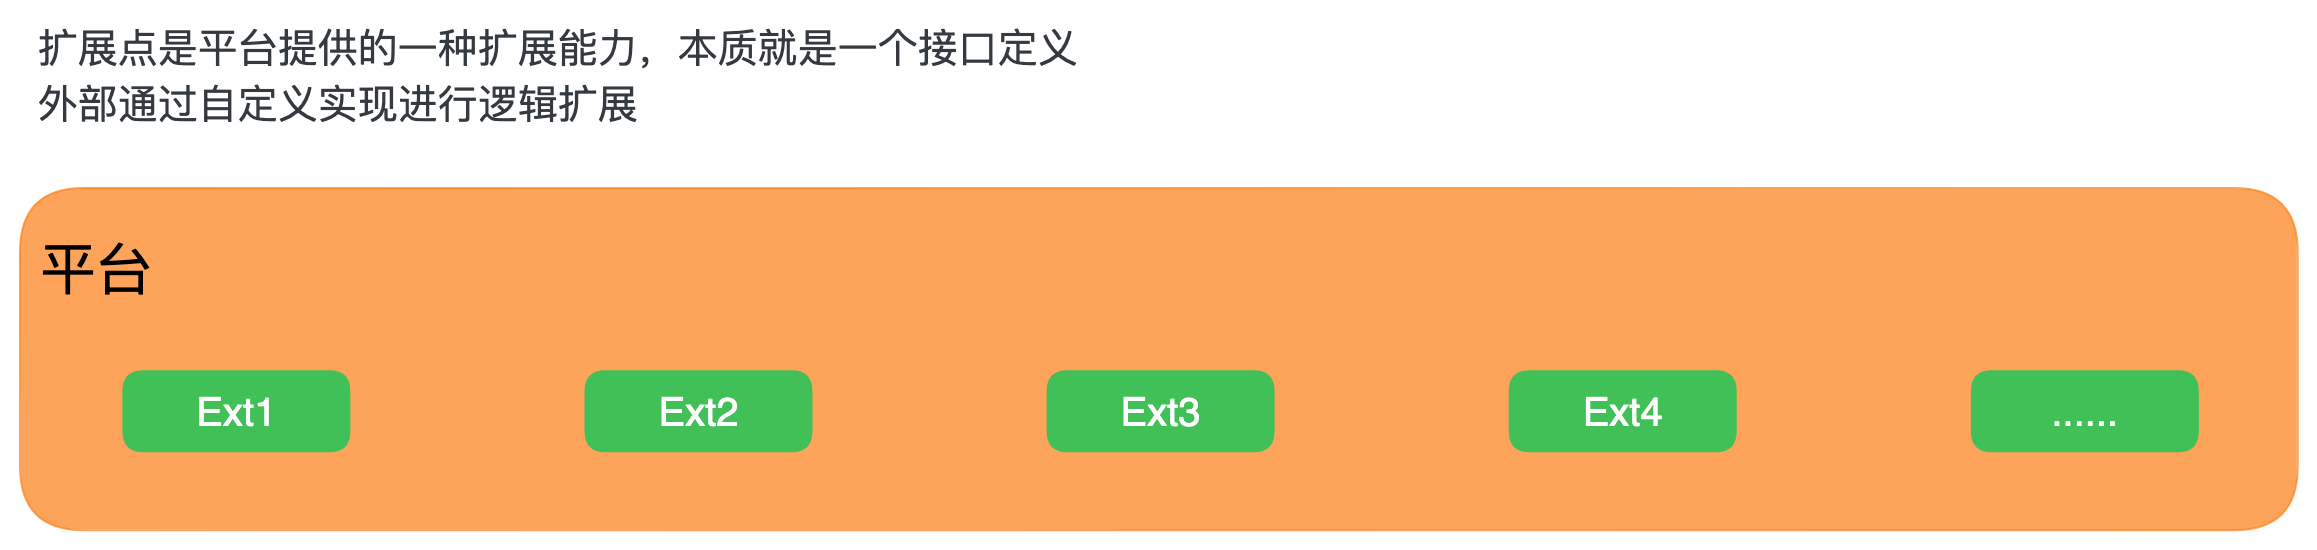 扩展点是平台提供的一种扩展能力，本质就是一个接口定义
外部通过自定义实现进行逻辑扩展
平台
Ext1
Ext2
Ext3
Ext4
......